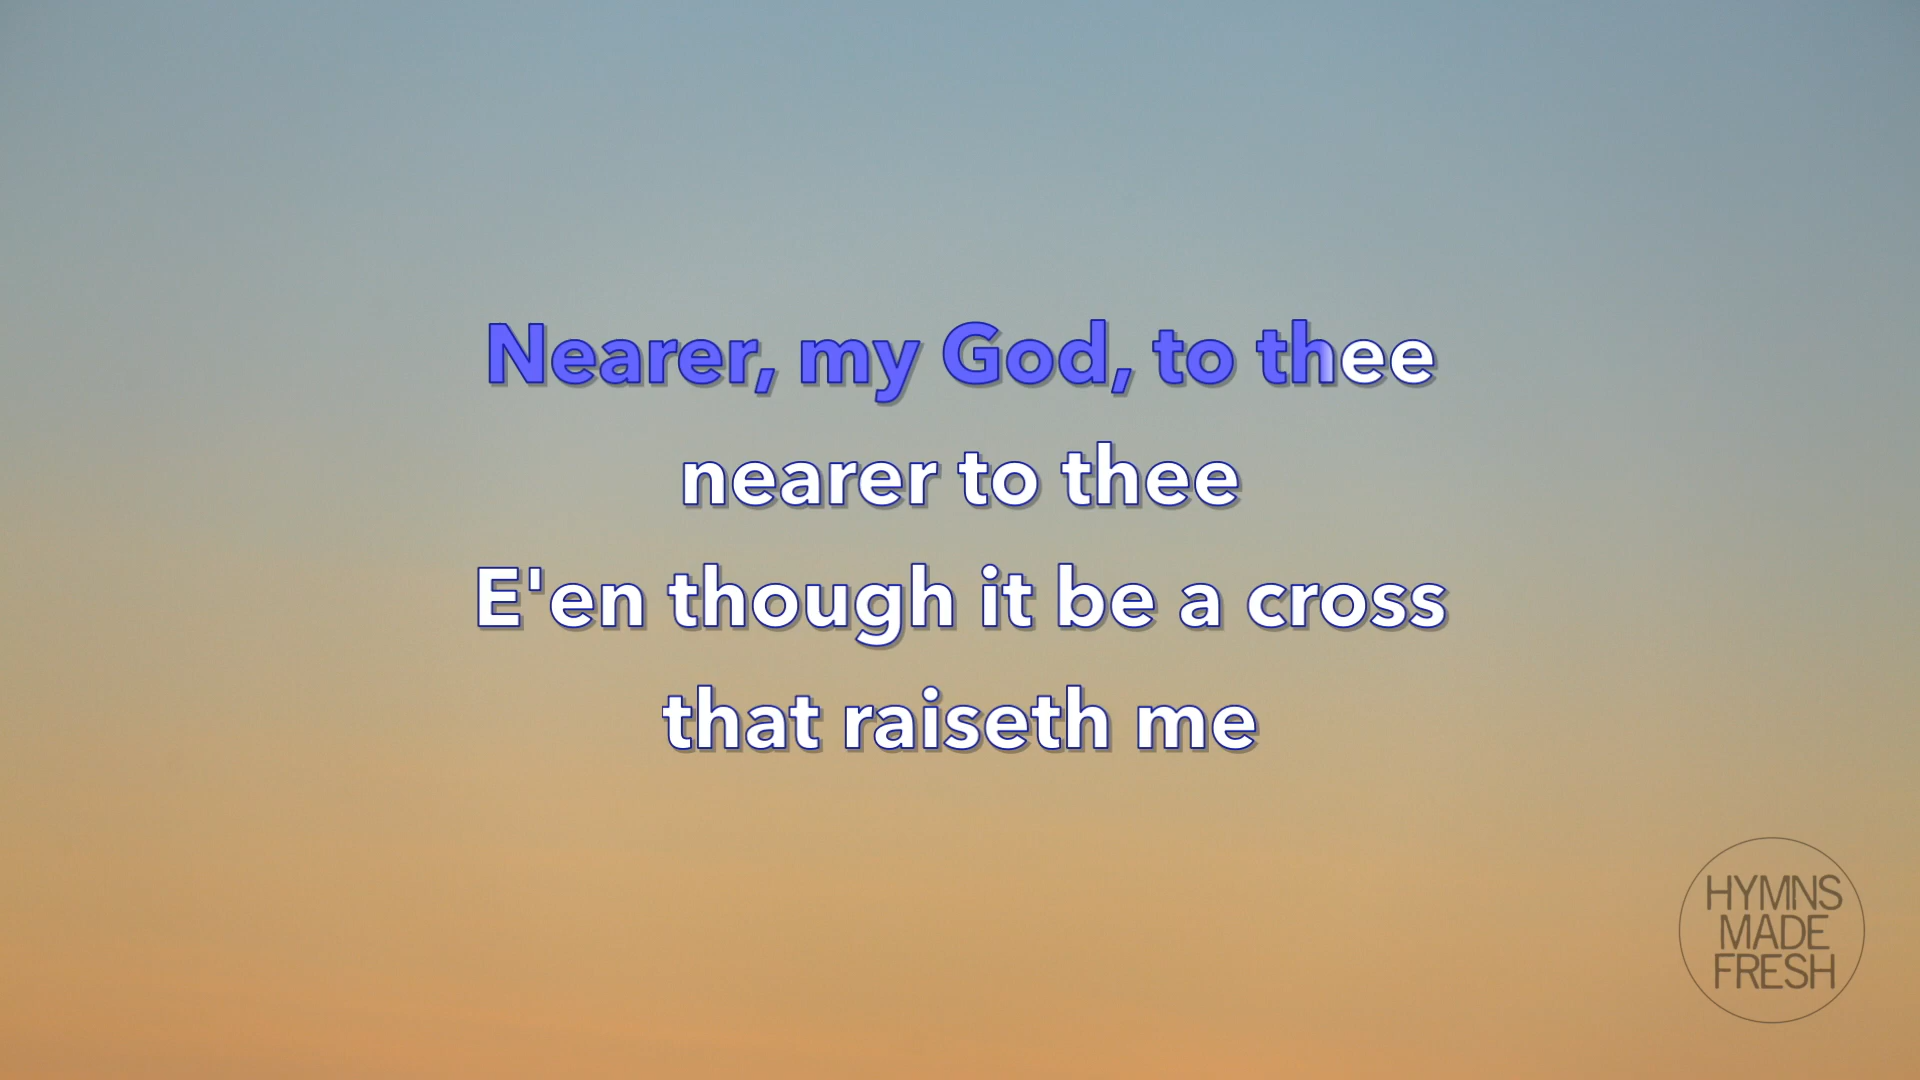 Nearer, my God, to thee
nearer to thee
E'en though it be a cross
that raiseth me
HYMNS
MADE
FRESH